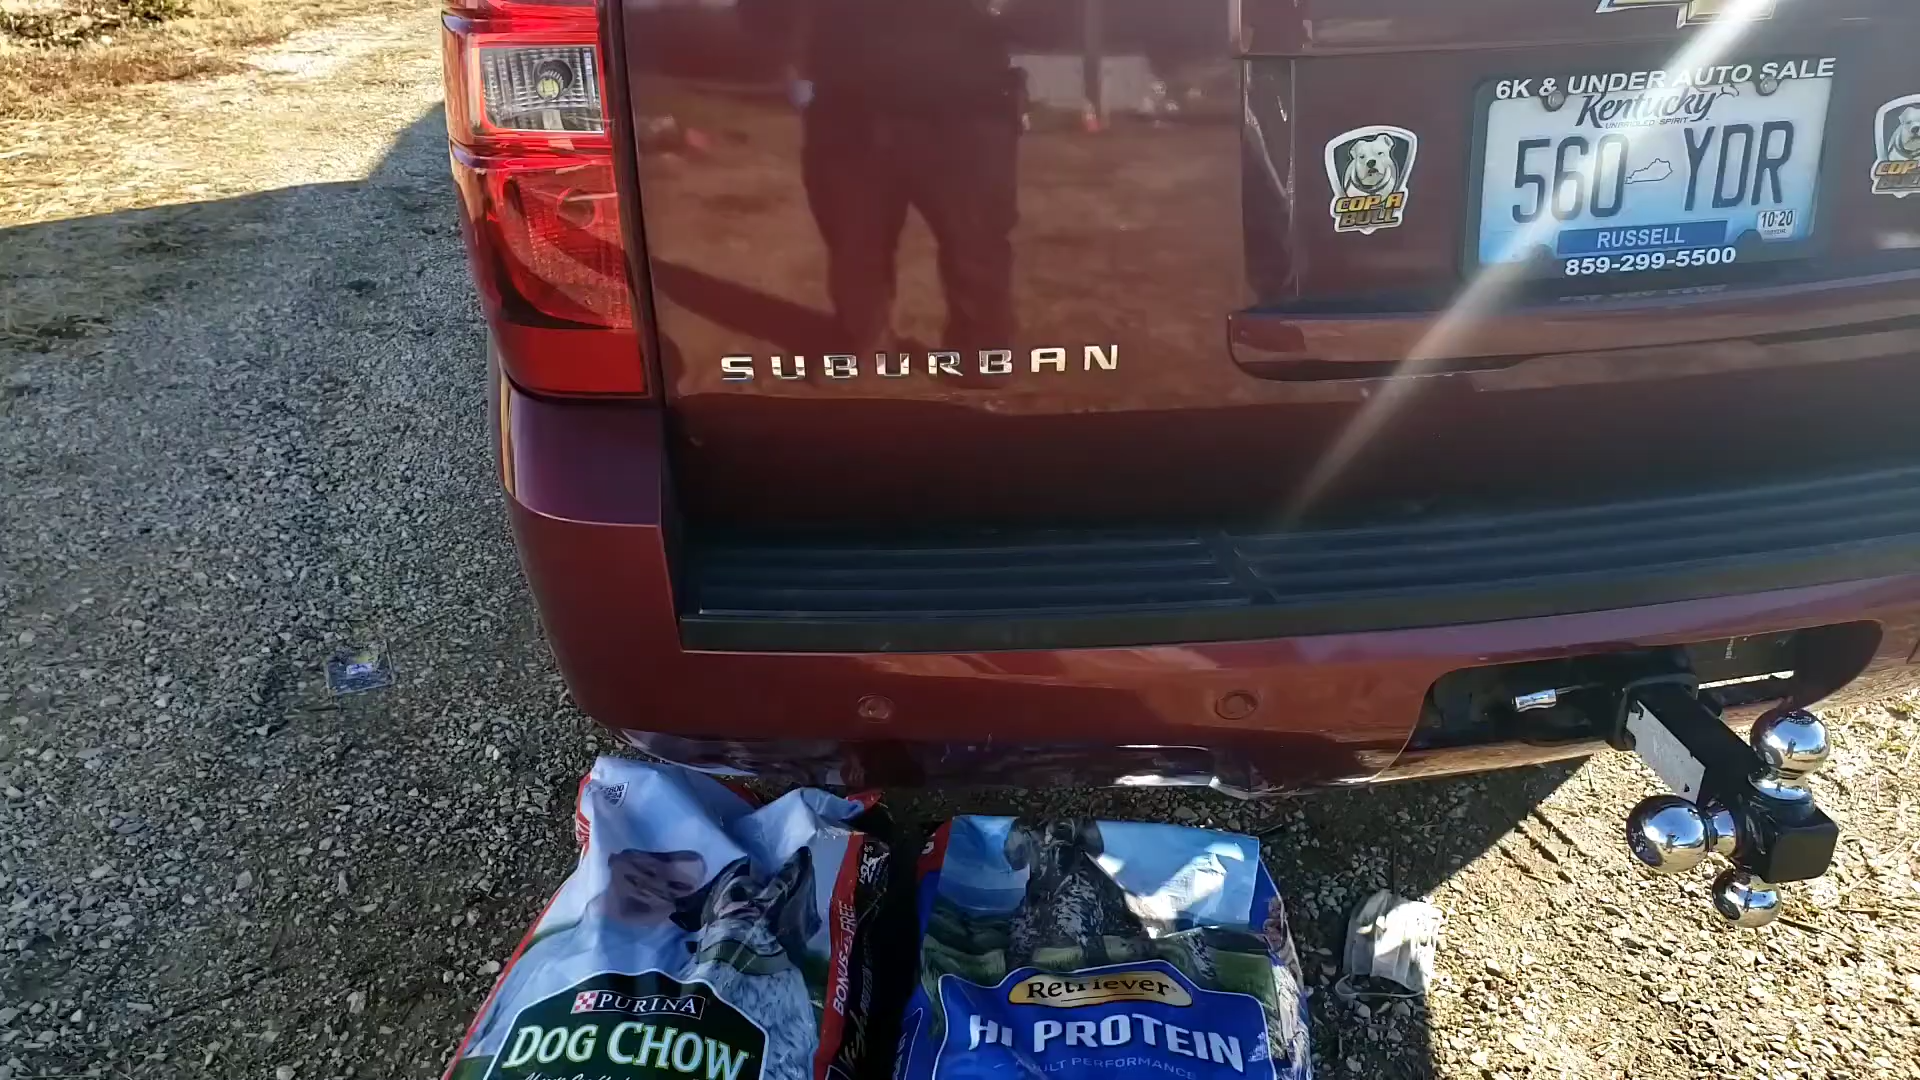 6K & UNDER AUTO SALE
Kentucky
UNBRIDLED SPIRIT
560 YDR
10-20
RUSSELL
859-299-5500
COP A
BULL
COP
SUBURBAN
BONUS FREE
PURINA
DOG CHOW
Retriever
HI PROTEIN
ADULT PERFORMANCE